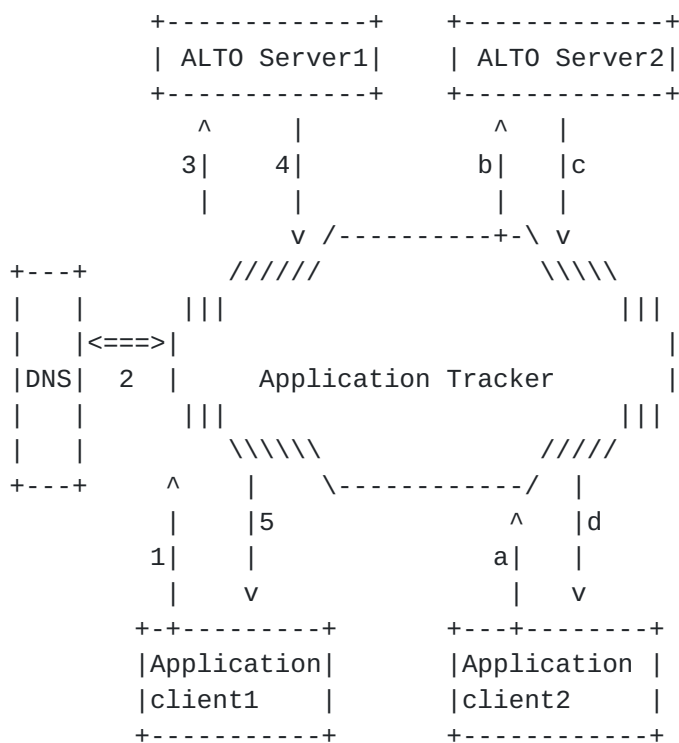 ALTO Server1 ALTO Server2
3 4 b c
DNS 2 Application Tracker
5 d
1 a
Application Application
client1 client2